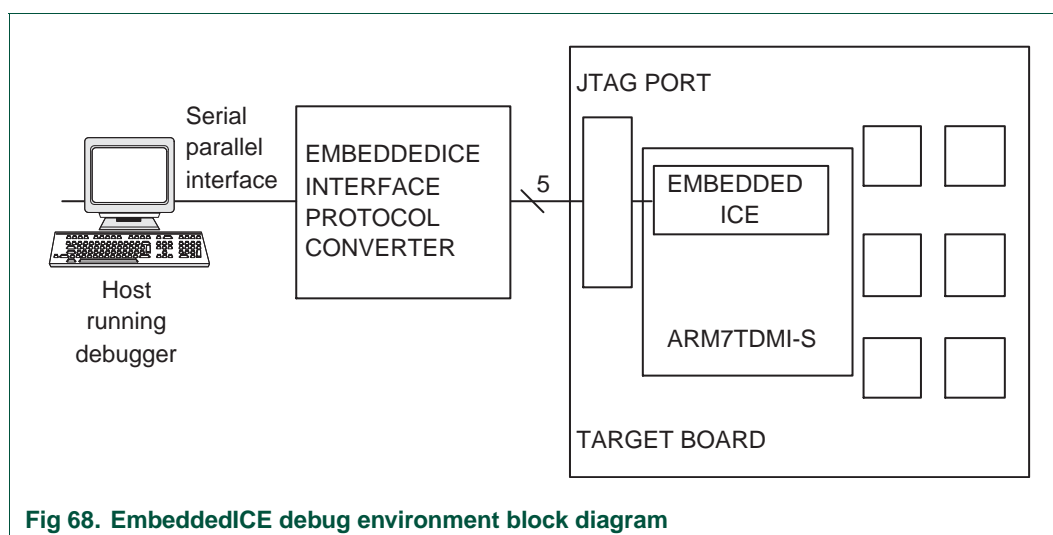 Serial
parallel
interface
Host
running
debugger
EMBEDDEDICE
INTERFACE
PROTOCOL
CONVERTER
5
JTAG PORT
EMBEDDED
ICE
ARM7TDMI-S
TARGET BOARD
Fig 68. EmbeddedICE debug environment block diagram